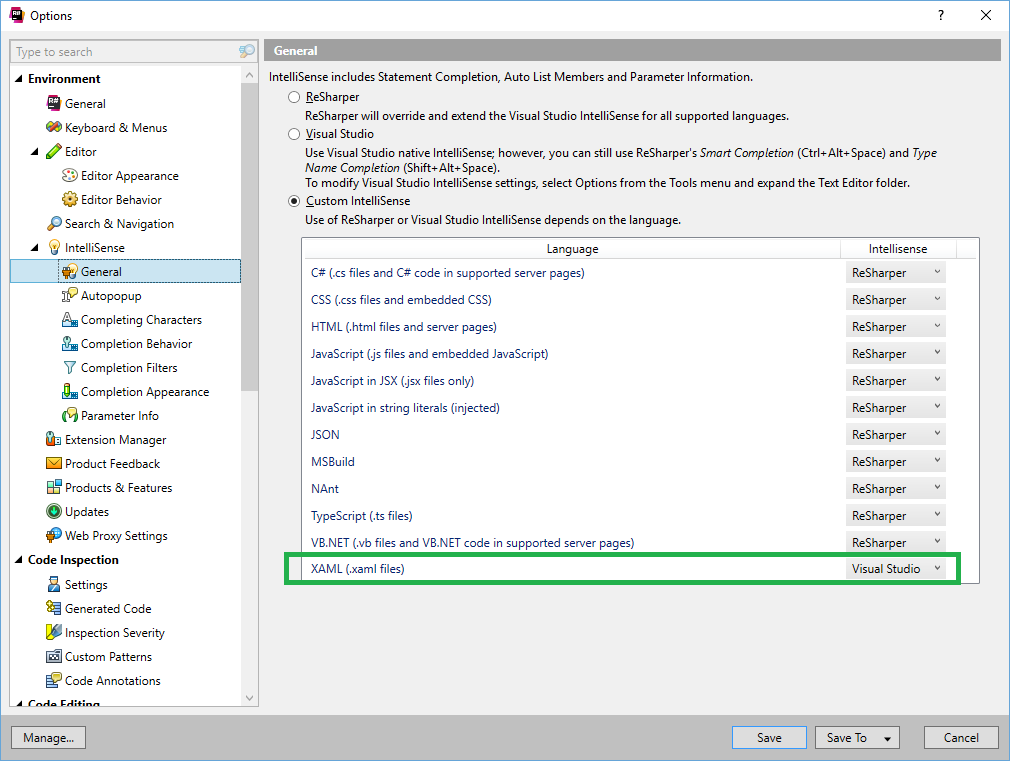 Options
Type to search
Environment
General
Keyboard & Menus
Editor
Editor Appearance
Editor Behavior
Search & Navigation
IntelliSense
General
Autopopup
Completing Characters
Completion Behavior
Completion Filters
Completion Appearance
Parameter Info
Extension Manager
Product Feedback
Products & Features
Updates
Web Proxy Settings
Code Inspection
Settings
Generated Code
Inspection Severity
Custom Patterns
Code Annotations
Code Editing
General
IntelliSense includes Statement Completion, Auto List Members and Parameter Information.
ReSharper
ReSharper will override and extend the Visual Studio IntelliSense for all supported languages.
Visual Studio
Use Visual Studio native IntelliSense; however, you can still use ReSharper's Smart Completion (Ctrl+Alt+Space) and Type
Name Completion (Shift+Alt+Space).
To modify Visual Studio IntelliSense settings, select Options from the Tools menu and expand the Text Editor folder.
Custom IntelliSense
Use of ReSharper or Visual Studio IntelliSense depends on the language.
Language Intellisense
C# (.cs files and C# code in supported server pages) ReSharper
CSS (.css files and embedded CSS) ReSharper
HTML (.html files and server pages) ReSharper
JavaScript (.js files and embedded JavaScript) ReSharper
JavaScript in JSX (.jsx files only) ReSharper
JavaScript in string literals (injected) ReSharper
JSON ReSharper
MSBuild ReSharper
NAnt ReSharper
TypeScript (.ts files) ReSharper
VB.NET (.vb files and VB.NET code in supported server pages) ReSharper
XAML (.xaml files) Visual Studio
Manage... Save Save To Cancel